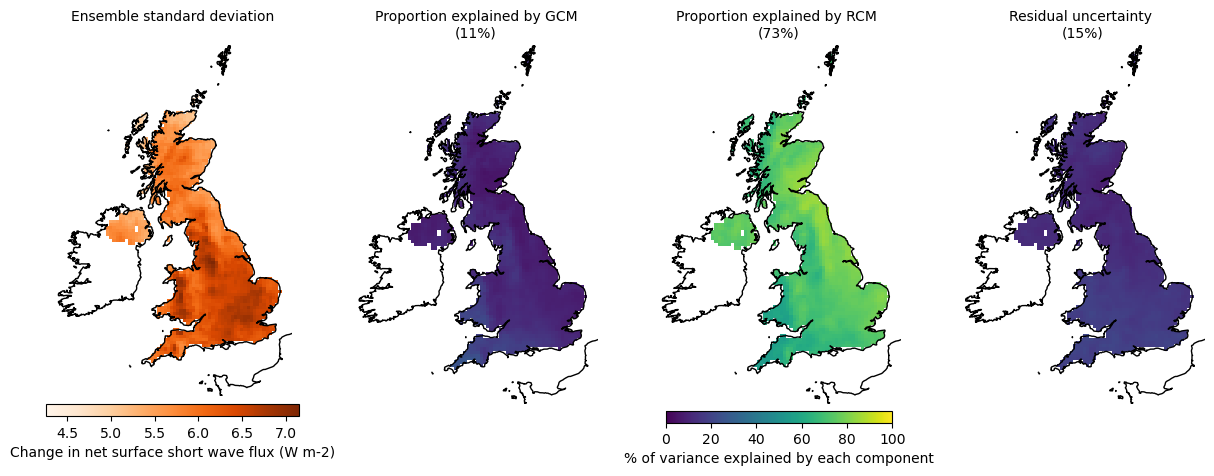 Ensemble standard deviation
Proportion explained by GCM
(11%)
Proportion explained by RCM
(73%)
Residual uncertainty
(15%)
4.5 5.0 5.5 6.0 6.5 7.0
Change in net surface short wave flux (W m-2)
0 20 40 60 80 100
% of variance explained by each component